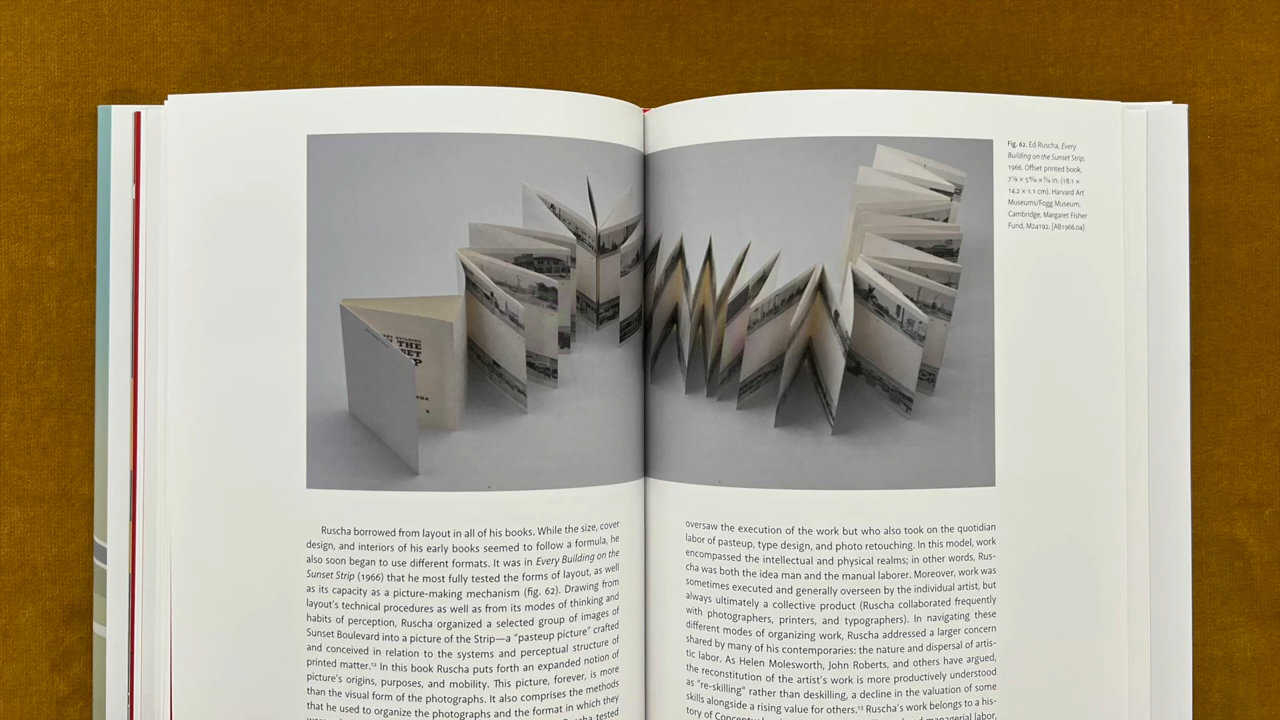 Fig. 62. Ed Ruscha, Every
Building on the Sunset Strip,
1966. Offset printed book,
7 1/8 × 5 9/16 × 7/16 in. (18.1 ×
14.2 × 1.1 cm). Harvard Art
Museums/Fogg Museum,
Cambridge, Margaret Fisher
Fund, M24192. [AB1966.04]
THE
Ruscha borrowed from layout in all of his books. While the size, cover
design, and interiors of his early books seemed to follow a formula, he
also soon began to use different formats. It was in Every Building on the
Sunset Strip (1966) that he most fully tested the forms of layout, as well
as its capacity as a picture-making mechanism (fig. 62). Drawing from
layout’s technical procedures as well as from its modes of thinking and
habits of perception, Ruscha organized a selected group of images of
Sunset Boulevard into a picture of the Strip—a “pasteup picture” crafted
and conceived in relation to the systems and perceptual structure of
printed matter.¹² In this book Ruscha puts forth an expanded notion of
picture’s origins, purposes, and mobility. This picture, forever, is more
than the visual form of the photographs. It also comprises the methods
that he used to organize the photographs and the format in which they
tested
oversaw the execution of the work but who also took on the quotidian
labor of pasteup, type design, and photo retouching. In this model, work
encompassed the intellectual and physical realms; in other words, Rus-
cha was both the idea man and the manual laborer. Moreover, work was
sometimes executed and generally overseen by the individual artist, but
always ultimately a collective product (Ruscha collaborated frequently
with photographers, printers, and typographers). In navigating these
different modes of organizing work, Ruscha addressed a larger concern
shared by many of his contemporaries: the nature and dispersal of artis-
tic labor. As Helen Molesworth, John Roberts, and others have argued,
the reconstitution of the artist’s work is more productively understood
as “re-skilling” rather than deskilling, a decline in the valuation of some
skills alongside a rising value for others.¹³ Ruscha’s work belongs to a his-
tory of managerial labor,